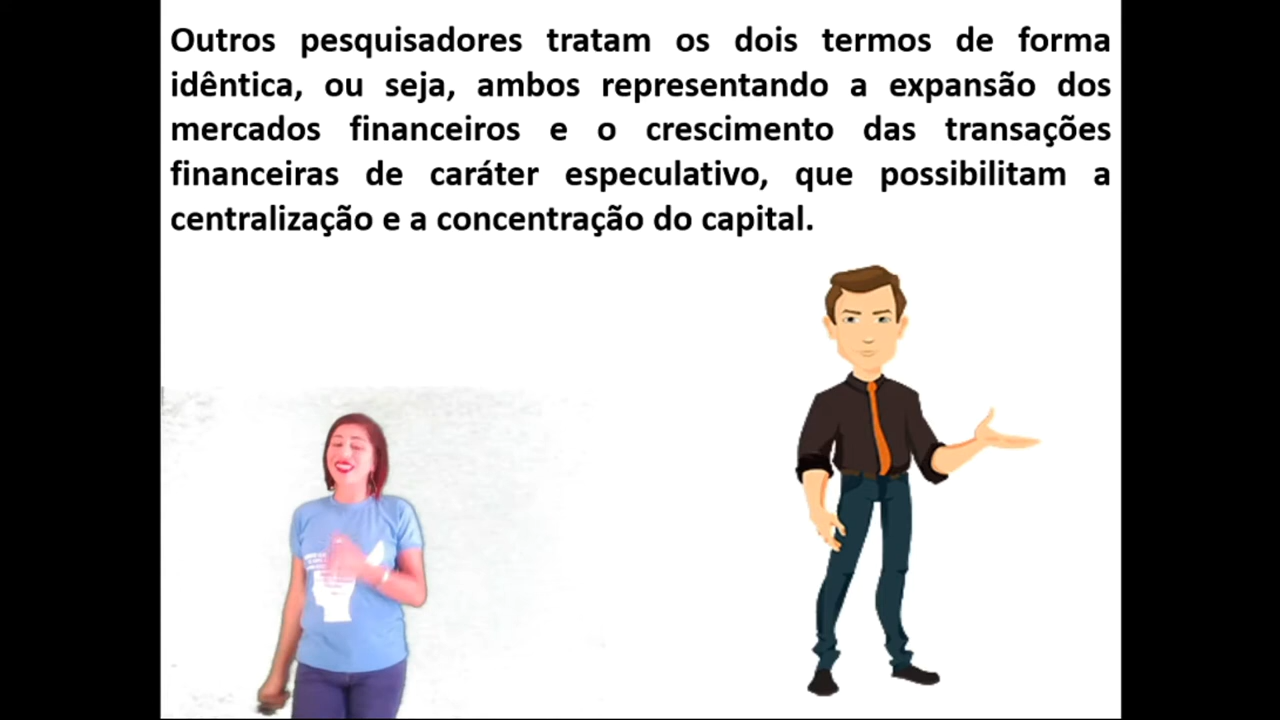 Outros pesquisadores tratam os dois termos de forma
idêntica, ou seja, ambos representando a expansão dos
mercados financeiros e o crescimento das transações
financeiras de caráter especulativo, que possibilitam a
centralização e a concentração do capital.